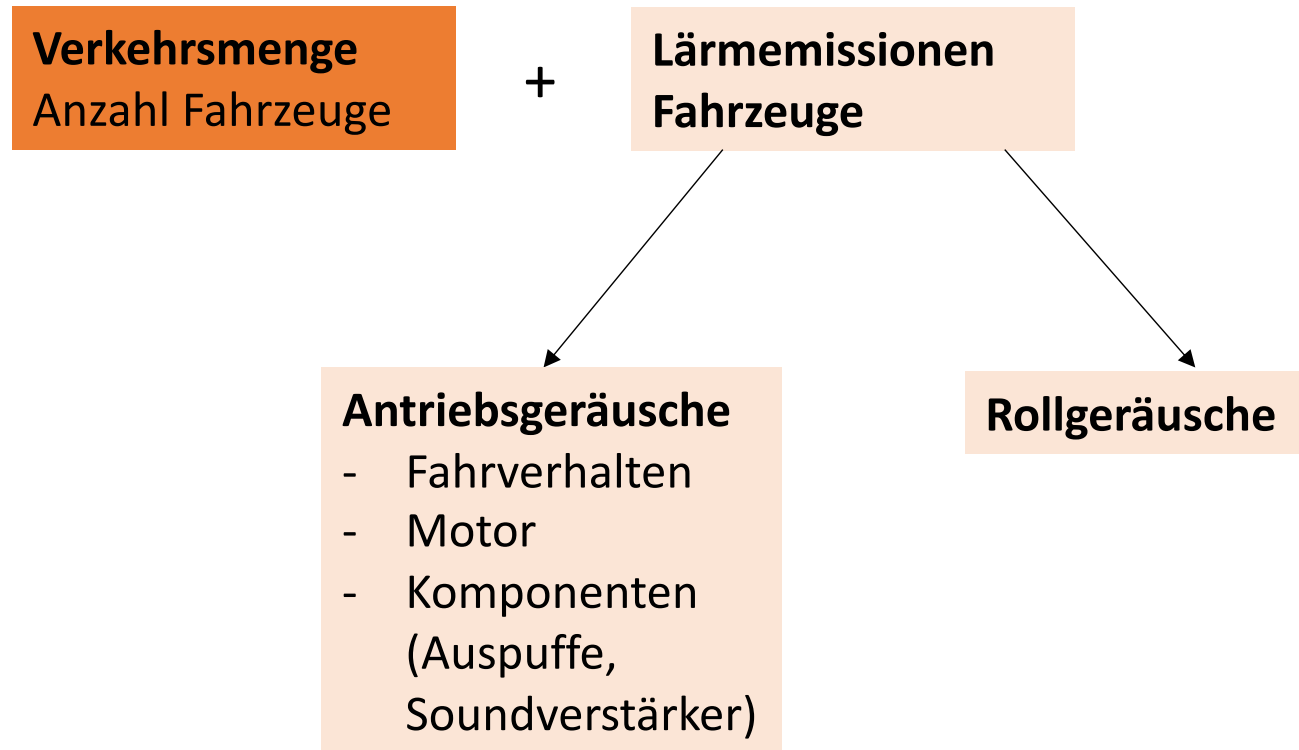 Verkehrsmenge
Anzahl Fahrzeuge
+
Lärmemissionen
Fahrzeuge
Antriebsgeräusche
- Fahrverhalten
- Motor
- Komponenten
(Auspuffe,
Soundverstärker)
Rollgeräusche